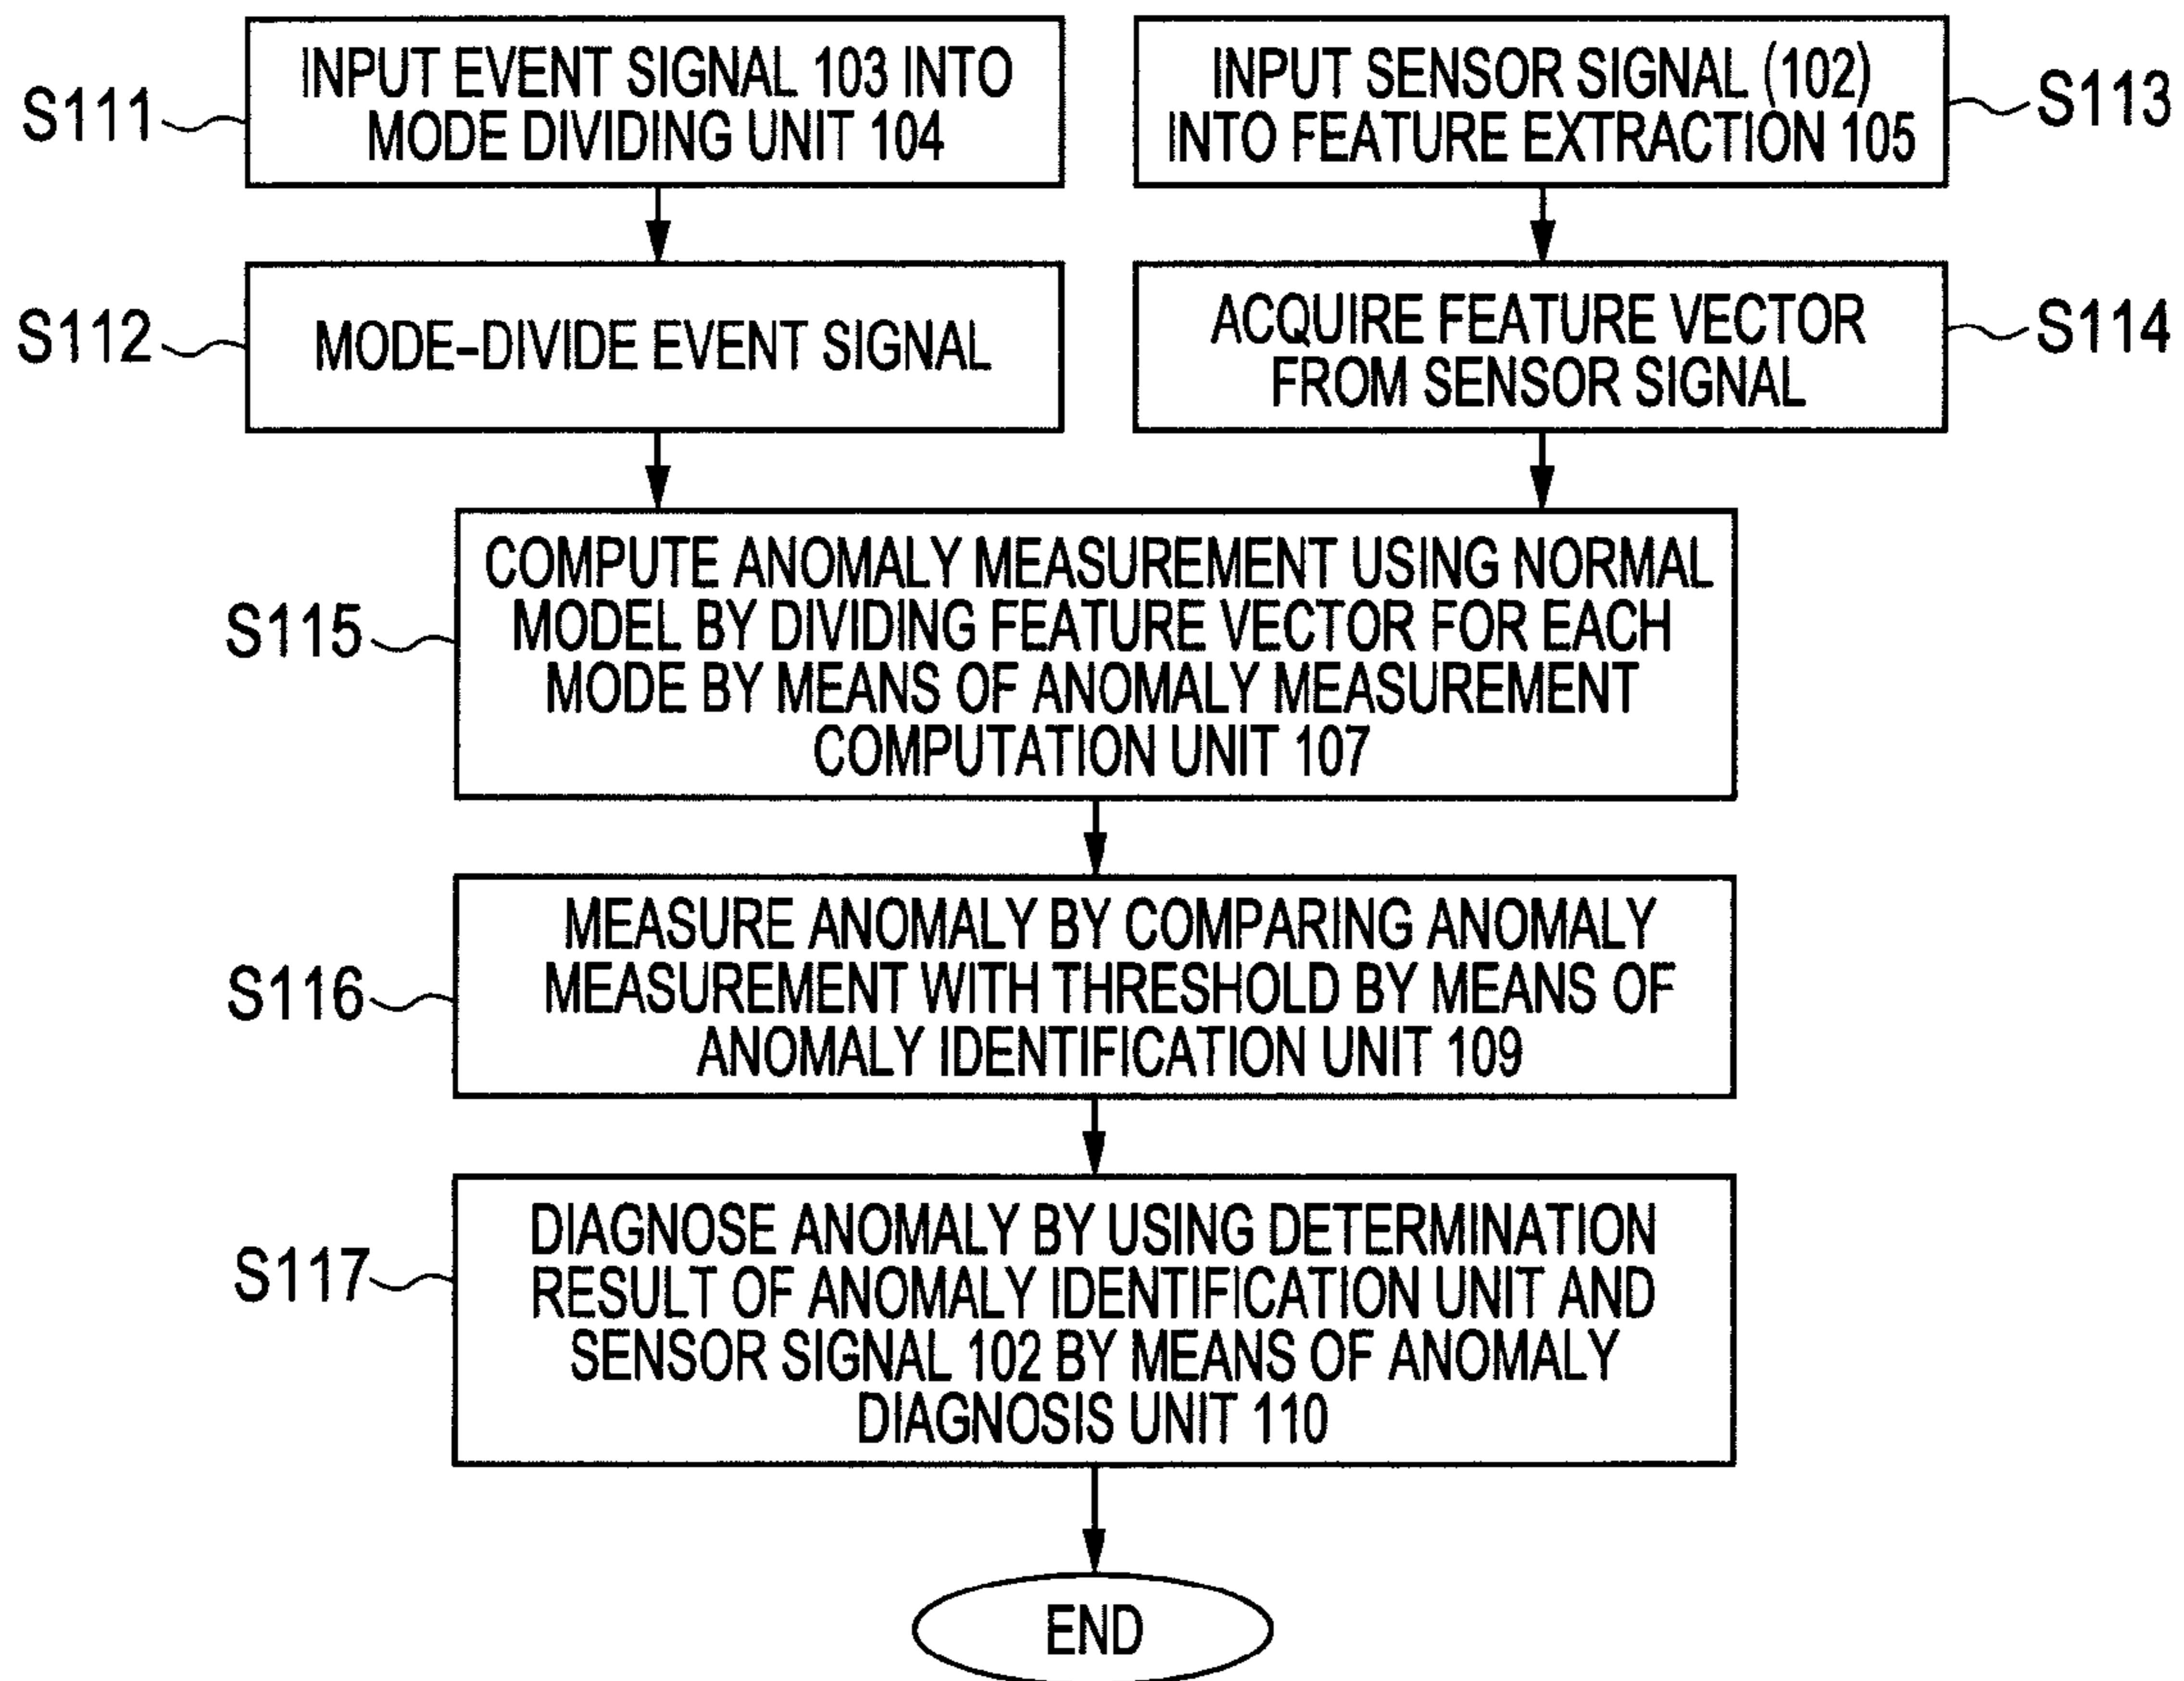 S111
INPUT EVENT SIGNAL 103 INTO
MODE DIVIDING UNIT 104
INPUT SENSOR SIGNAL (102)
INTO FEATURE EXTRACTION 105
S113
S112
MODE-DIVIDE EVENT SIGNAL
ACQUIRE FEATURE VECTOR
FROM SENSOR SIGNAL
S114
S115
COMPUTE ANOMALY MEASUREMENT USING NORMAL
MODEL BY DIVIDING FEATURE VECTOR FOR EACH
MODE BY MEANS OF ANOMALY MEASUREMENT
COMPUTATION UNIT 107
S116
MEASURE ANOMALY BY COMPARING ANOMALY
MEASUREMENT WITH THRESHOLD BY MEANS OF
ANOMALY IDENTIFICATION UNIT 109
S117
DIAGNOSE ANOMALY BY USING DETERMINATION
RESULT OF ANOMALY IDENTIFICATION UNIT AND
SENSOR SIGNAL 102 BY MEANS OF ANOMALY
DIAGNOSIS UNIT 110
END